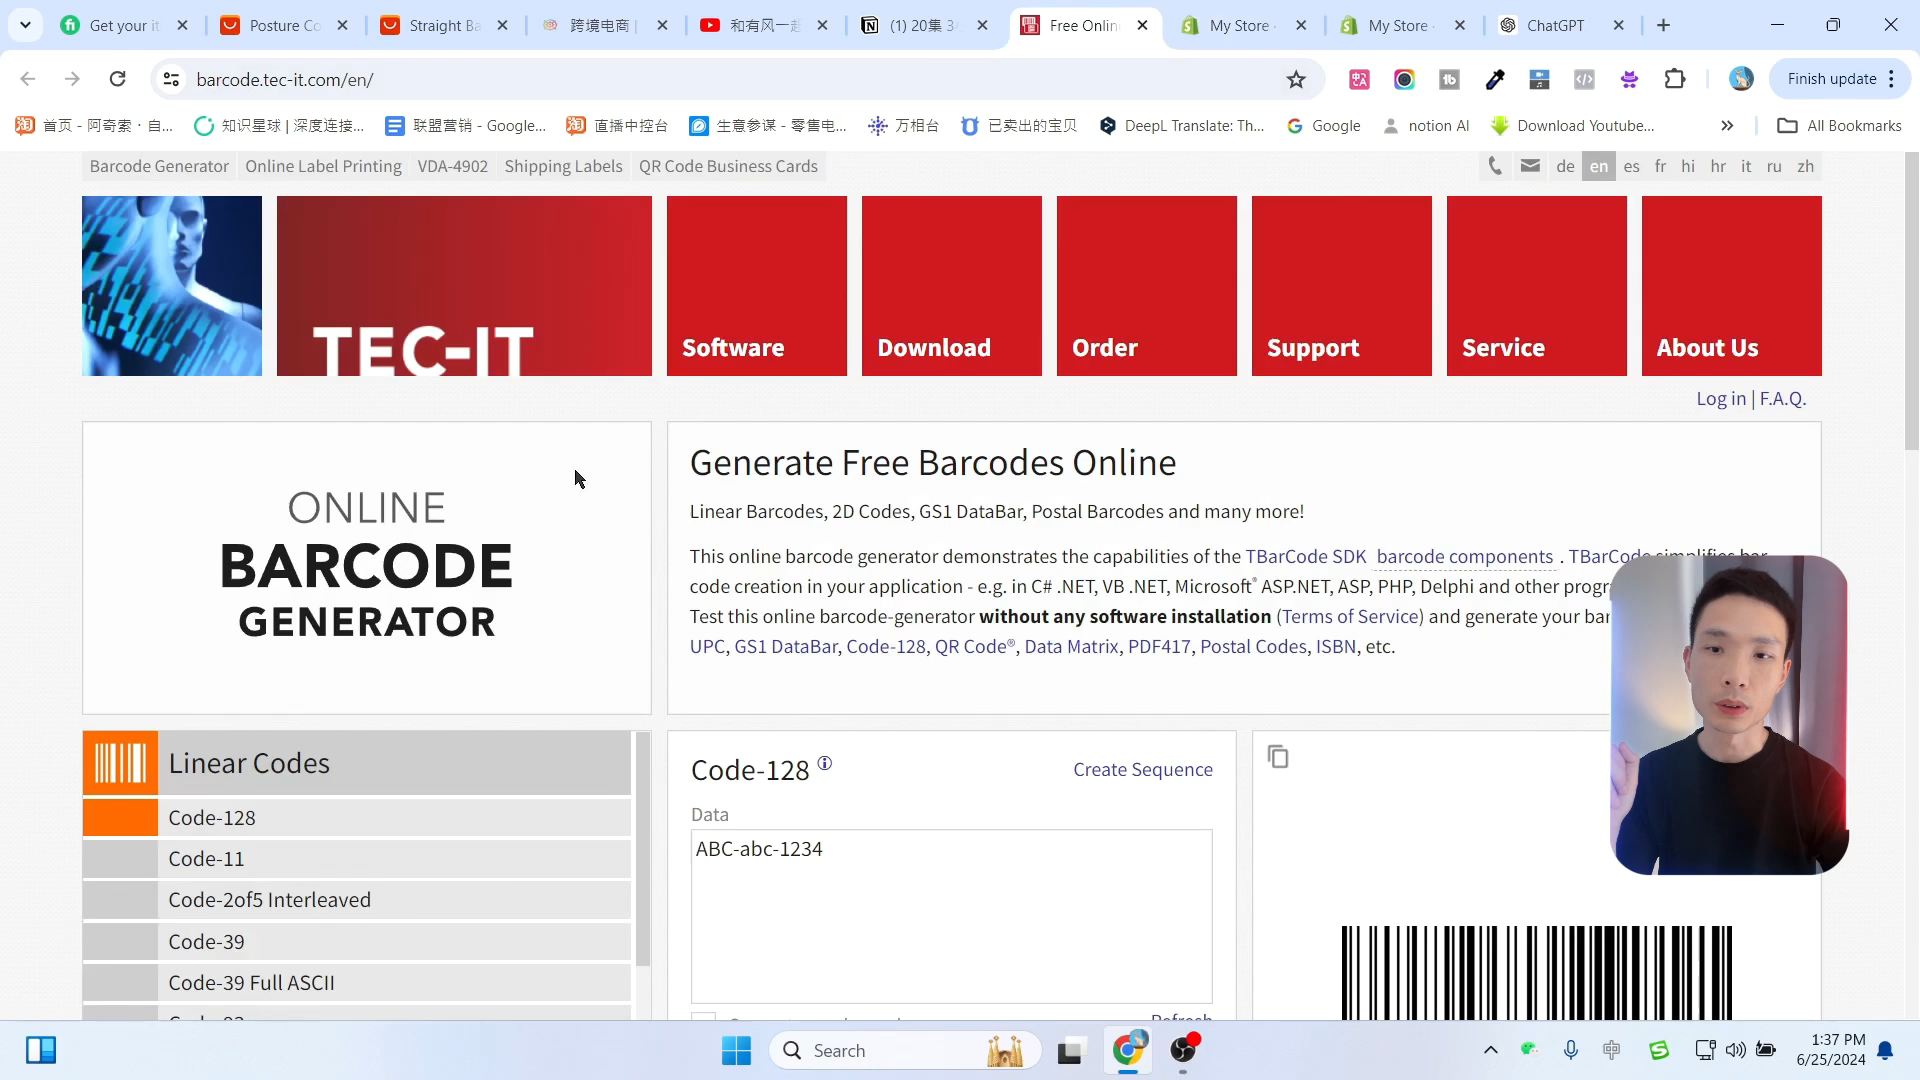 Get your it
Posture Co
Straight Ba
跨境电商 |
和有风一起
(1) 20集 3
Free Onlin
My Store ·
My Store ·
ChatGPT
barcode.tec-it.com/en/
Finish update
首页 - 阿奇索 · 自...
知识星球 | 深度连接...
联盟营销 - Google...
直播中控台
生意参谋 - 零售电...
万相台
已卖出的宝贝
DeepL Translate: Th...
Google
notion AI
Download Youtube...
All Bookmarks
Barcode Generator
Online Label Printing
VDA-4902
Shipping Labels
QR Code Business Cards
de
en
es
fr
hi
hr
it
ru
zh
TEC-IT
Software
Download
Order
Support
Service
About Us
Log in | F.A.Q.
ONLINE
BARCODE
GENERATOR
Generate Free Barcodes Online
Linear Barcodes, 2D Codes, GS1 DataBar, Postal Barcodes and many more!
This online barcode generator demonstrates the capabilities of the TBarCode SDK barcode components . TBarCode simplifies bar
code creation in your application - e.g. in C# .NET, VB .NET, Microsoft® ASP.NET, ASP, PHP, Delphi and other progr
Test this online barcode-generator without any software installation (Terms of Service) and generate your bar
UPC, GS1 DataBar, Code-128, QR Code®, Data Matrix, PDF417, Postal Codes, ISBN, etc.
Linear Codes
Code-128
Code-11
Code-2of5 Interleaved
Code-39
Code-39 Full ASCII
Code-128
Create Sequence
Data
ABC-abc-1234
Refresh
Search
中
1:37 PM
6/25/2024